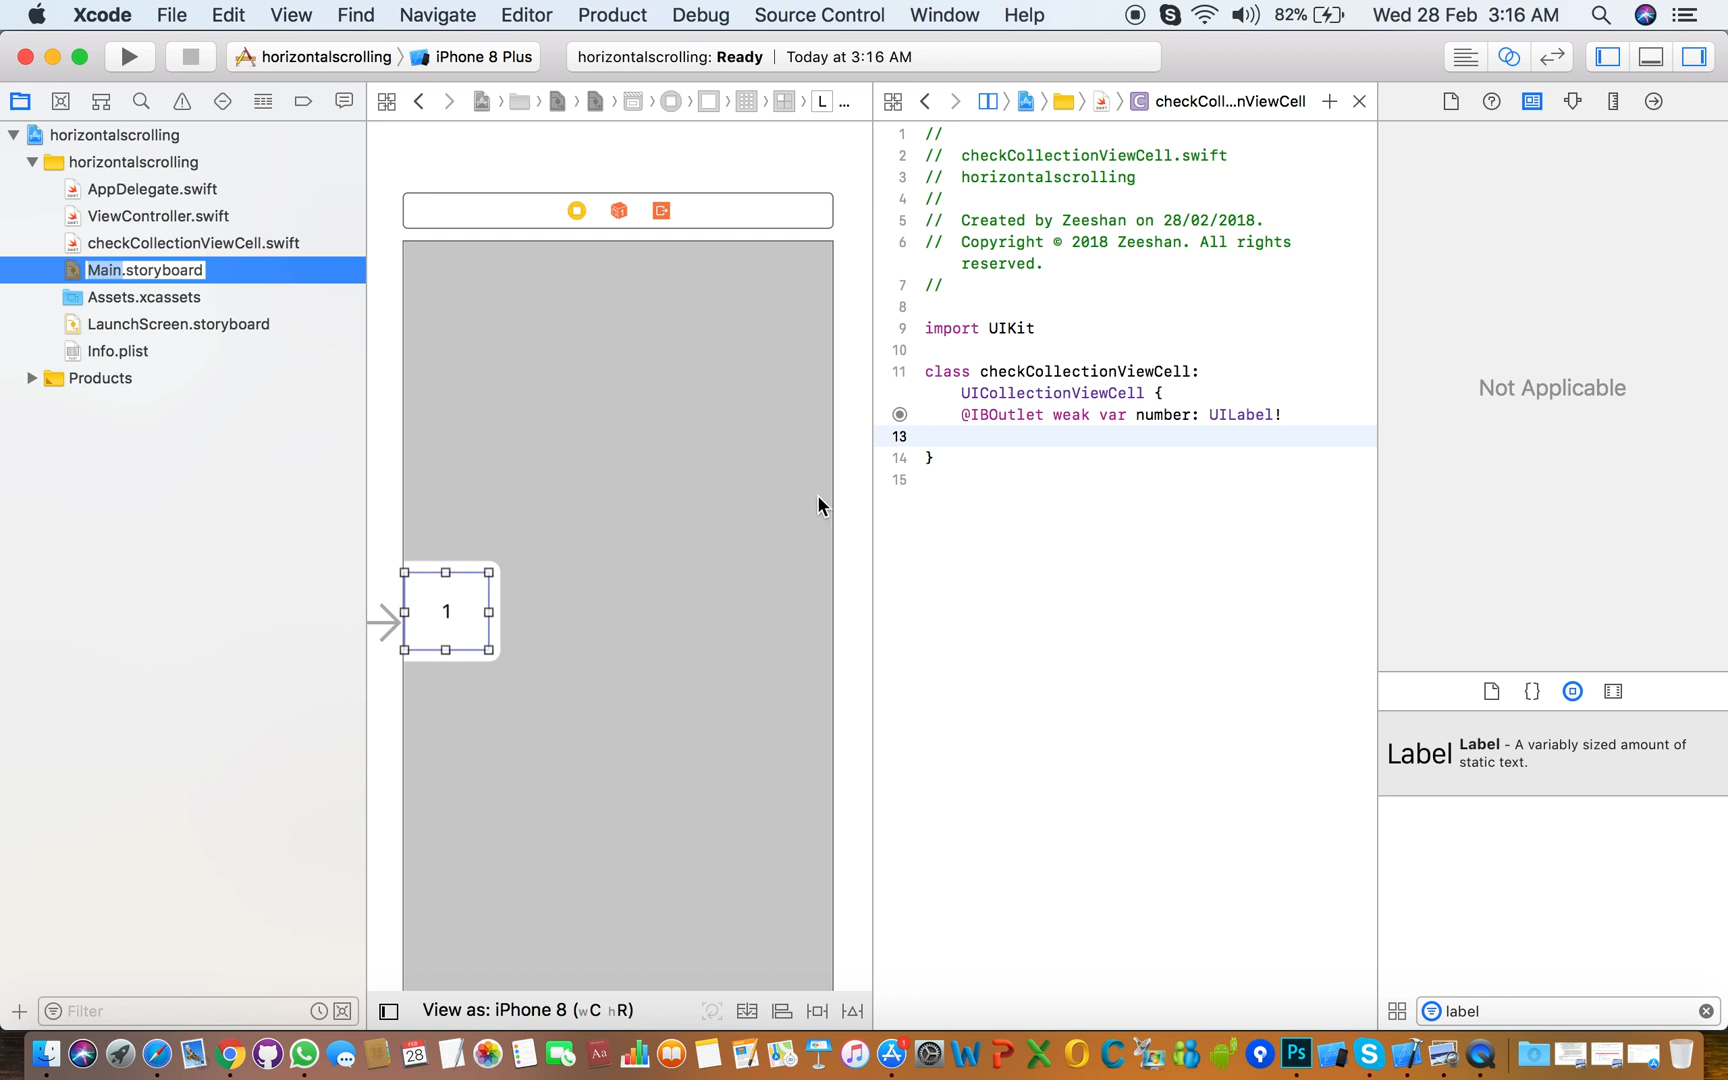 Xcode File Edit View Find Navigate Editor Product Debug Source Control Window Help 82% Wed 28 Feb 3:16 AM
horizontalscrolling iPhone 8 Plus horizontalscrolling: Ready | Today at 3:16 AM
L ... checkColl...nViewCell
horizontalscrolling
horizontalscrolling
AppDelegate.swift
ViewController.swift
checkCollectionViewCell.swift
Main.storyboard
Assets.xcassets
LaunchScreen.storyboard
Info.plist
Products
1
1 //
2 // checkCollectionViewCell.swift
3 // horizontalscrolling
4 //
5 // Created by Zeeshan on 28/02/2018.
6 // Copyright © 2018 Zeeshan. All rights
reserved.
7 //
8
9 import UIKit
10
11 class checkCollectionViewCell:
UICollectionViewCell {
@IBOutlet weak var number: UILabel!
13
14 }
15
Not Applicable
Label Label - A variably sized amount of
static text.
Filter
View as: iPhone 8 (wC hR)
label
FEB
28
Aa
1
Ps